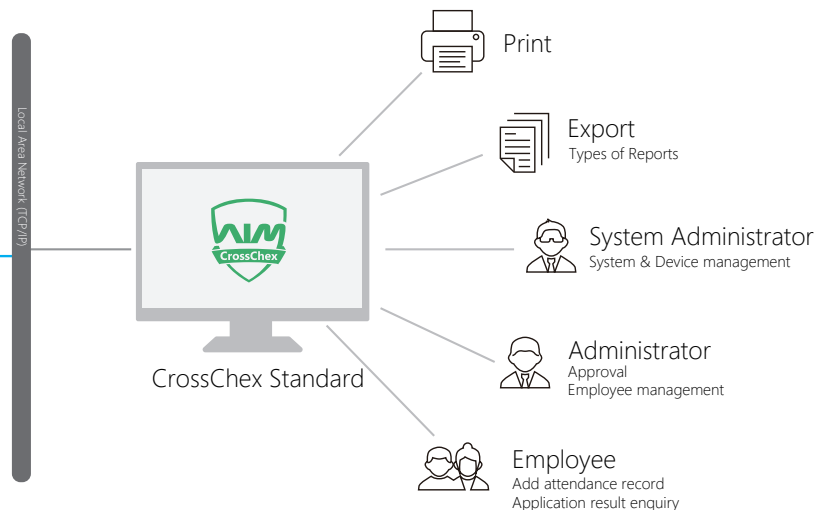 Print
Export
Types of Reports
Local Area Network (TCP/IP)
AIM
CrossChex
System Administrator
System & Device management
CrossChex Standard
Administrator
Approval
Employee management
Employee
Add attendance record
Application result enquiry